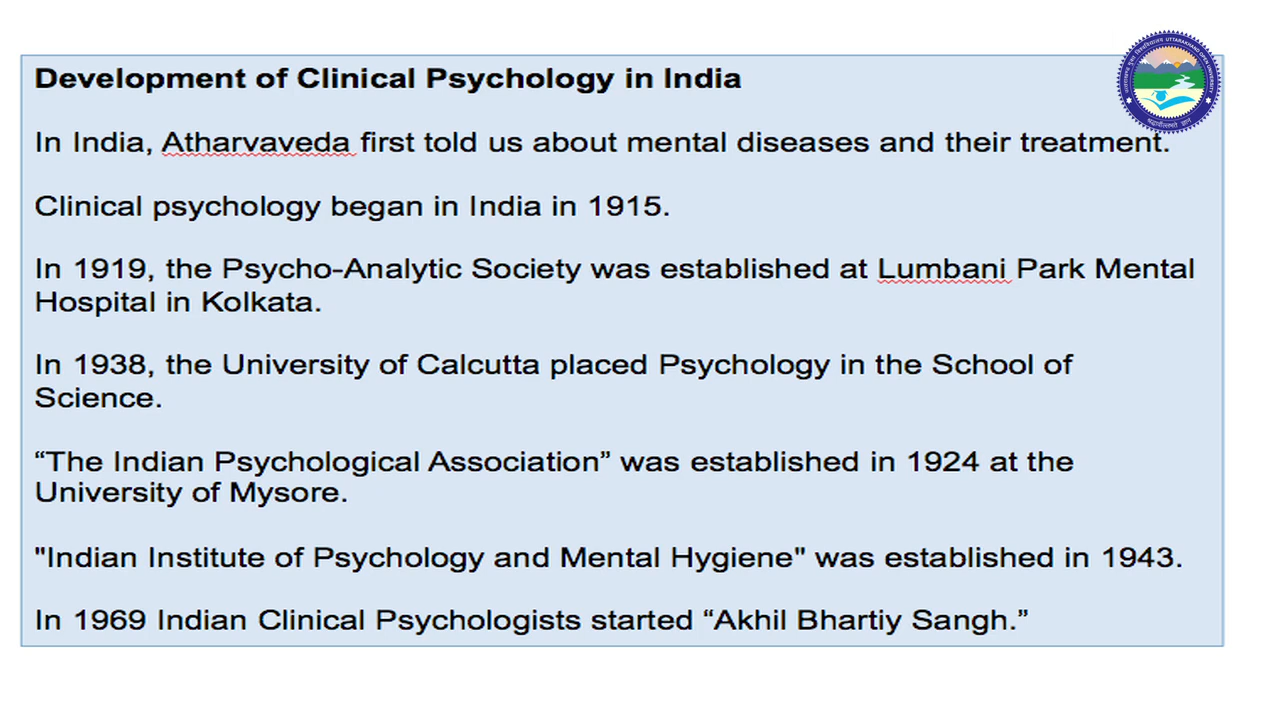 Development of Clinical Psychology in India
In India, Atharvaveda first told us about mental diseases and their treatment.
Clinical psychology began in India in 1915.
In 1919, the Psycho-Analytic Society was established at Lumbani Park Mental
Hospital in Kolkata.
In 1938, the University of Calcutta placed Psychology in the School of
Science.
“The Indian Psychological Association” was established in 1924 at the
University of Mysore.
"Indian Institute of Psychology and Mental Hygiene" was established in 1943.
In 1969 Indian Clinical Psychologists started “Akhil Bhartiy Sangh.”
UTTARAKHAND OPEN UNIVERSITY